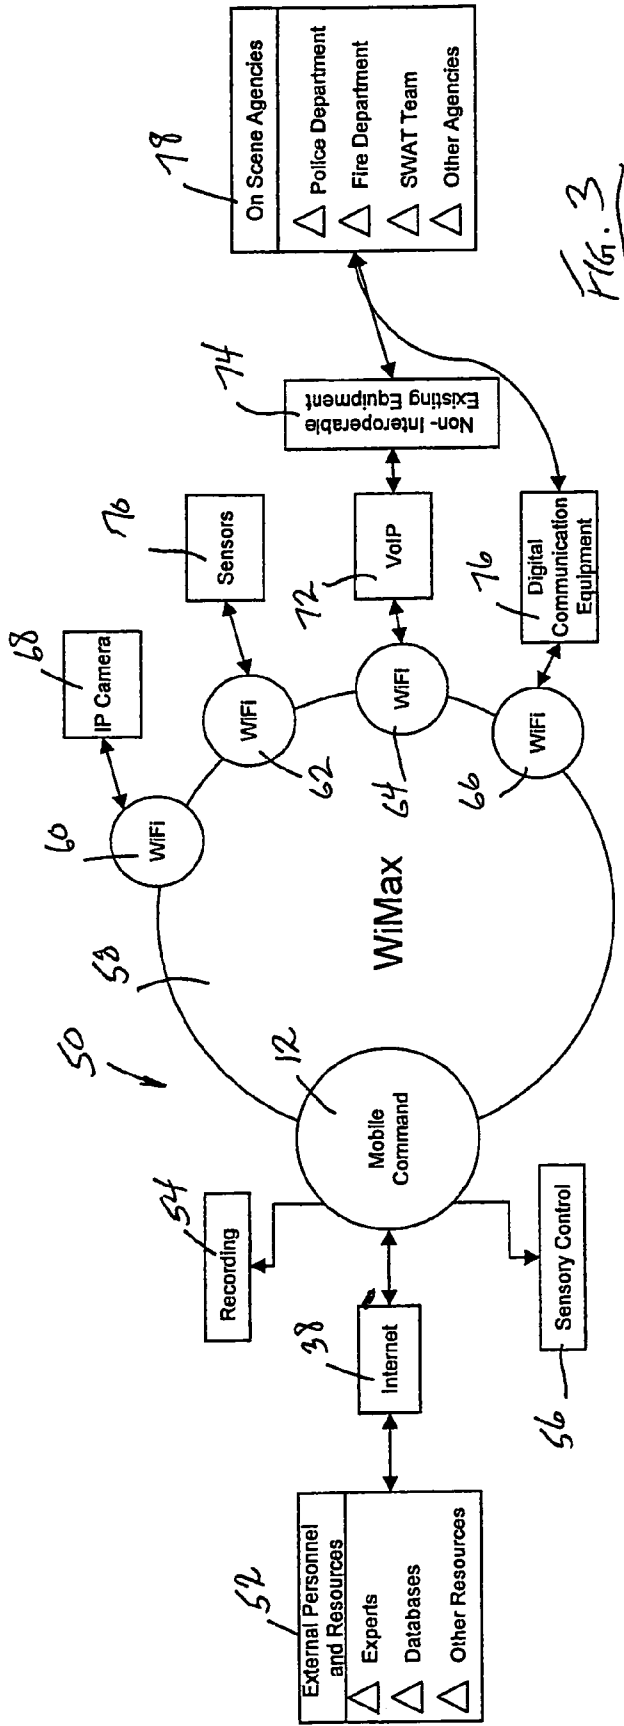 50
58
60
WiFi
68
IP Camera
62
WiFi
70
Sensors
64
WiFi
72
VoIP
74
Non- Interoperable
Existing Equipment
66
WiFi
76
Digital
Communication
Equipment
78
On Scene Agencies
Police Department
Fire Department
SWAT Team
Other Agencies
WiMax
12
Mobile
Command
54
Recording
38
Internet
56
Sensory Control
52
External Personnel
and Resources
Experts
Databases
Other Resources
FIG. 3